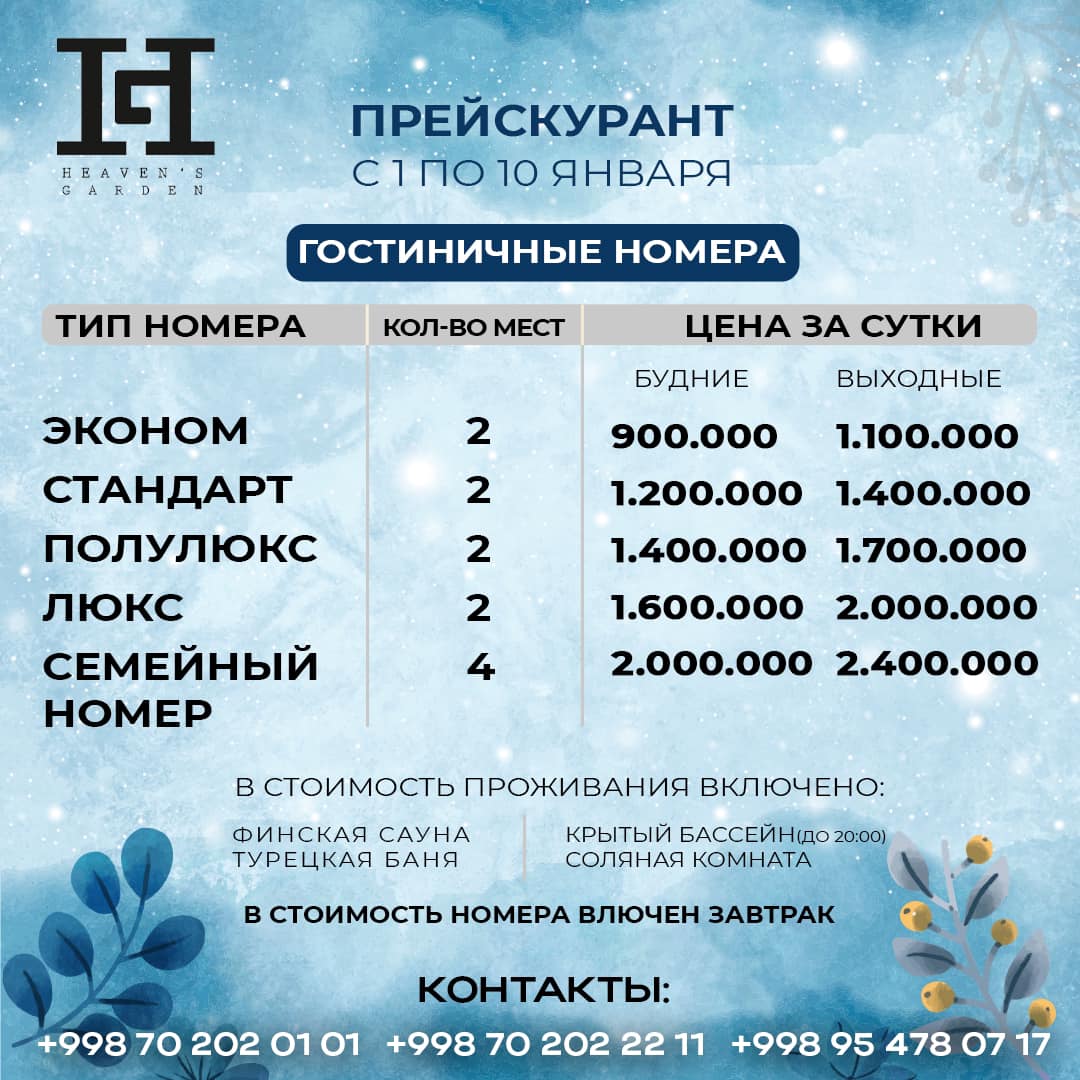 HEAVEN'S
GARDEN
ПРЕЙСКУРАНТ
С 1 ПО 10 ЯНВАРЯ
ГОСТИНИЧНЫЕ НОМЕРА
ТИП НОМЕРА КОЛ-ВО МЕСТ ЦЕНА ЗА СУТКИ
БУДНИЕ ВЫХОДНЫЕ
ЭКОНОМ 2 900.000 1.100.000
СТАНДАРТ 2 1.200.000 1.400.000
ПОЛУЛЮКС 2 1.400.000 1.700.000
ЛЮКС 2 1.600.000 2.000.000
СЕМЕЙНЫЙ 4 2.000.000 2.400.000
НОМЕР
В СТОИМОСТЬ ПРОЖИВАНИЯ ВКЛЮЧЕНО:
ФИНСКАЯ САУНА КРЫТЫЙ БАССЕЙН(ДО 20:00)
ТУРЕЦКАЯ БАНЯ СОЛЯНАЯ КОМНАТА
В СТОИМОСТЬ НОМЕРА ВЛЮЧЕН ЗАВТРАК
КОНТАКТЫ:
+998 70 202 01 01 +998 70 202 22 11 +998 95 478 07 17